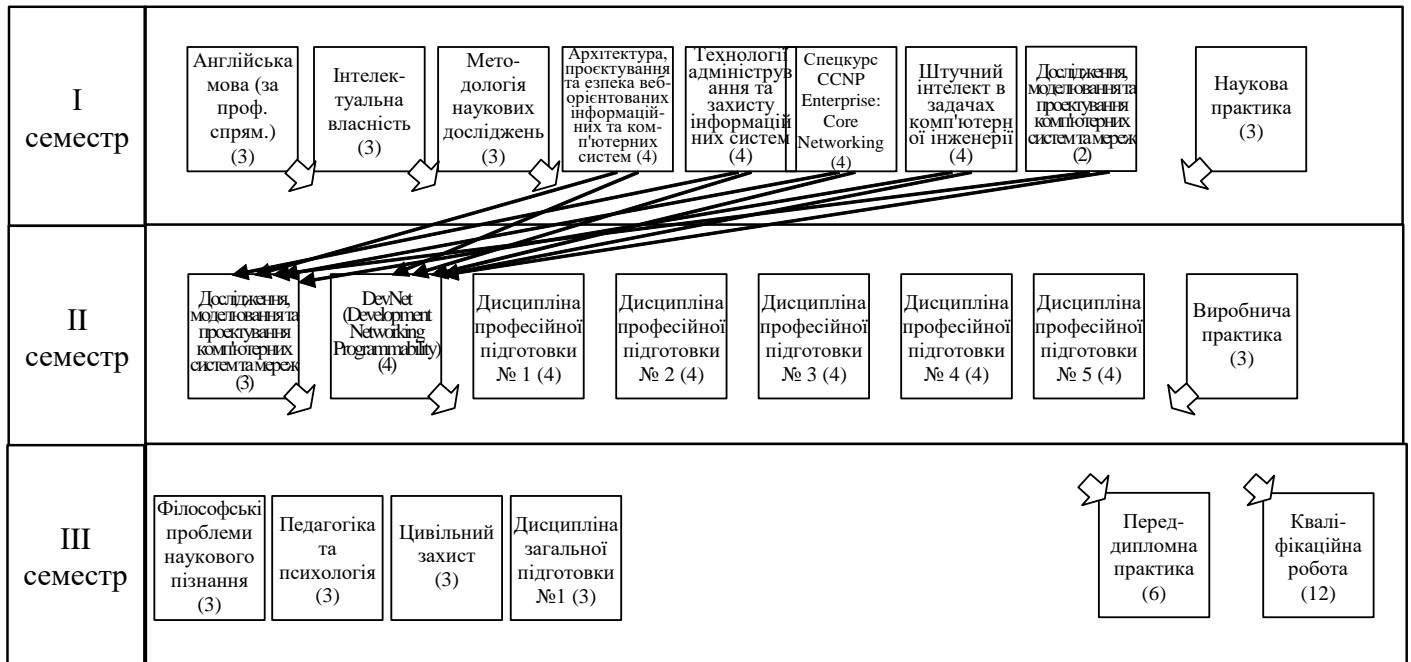 I
семестр
Англійська
мова (за
проф.
спрям.)
(3)
Інтелек-
туальна
власність
(3)
Мето-
дологія
наукових
досліджень
(3)
Архітектура,
проєктування
та езпека веб-
орієнтованих
інформацій-
них та ком-
п'ютерних
систем (4)
Технології
адмініструв
ання та
захисту
інформацій
них систем
(4)
Спецкурс
CCNP
Enterprise:
Core
Networking
(4)
Штучний
інтелект в
задачах
комп'ютерн
ої інженерії
(4)
Дослідження,
моделювання та
проектування
комп'ютерних
систем та мереж
(2)
Наукова
практика
(3)
II
семестр
Дослідження,
моделювання та
проектування
комп'ютерних
систем та мереж
(3)
DevNet
(Development
Networking
Programmability)
(4)
Дисципліна
професійної
підготовки
№ 1 (4)
Дисципліна
професійної
підготовки
№ 2 (4)
Дисципліна
професійної
підготовки
№ 3 (4)
Дисципліна
професійної
підготовки
№ 4 (4)
Дисципліна
професійної
підготовки
№ 5 (4)
Виробнича
практика
(3)
III
семестр
Філософські
проблеми
наукового
пізнання
(3)
Педагогіка
та
психологія
(3)
Цивільний
захист
(3)
Дисципліна
загальної
підготовки
№1 (3)
Перед-
дипломна
практика
(6)
Квалі-
фікаційна
робота
(12)